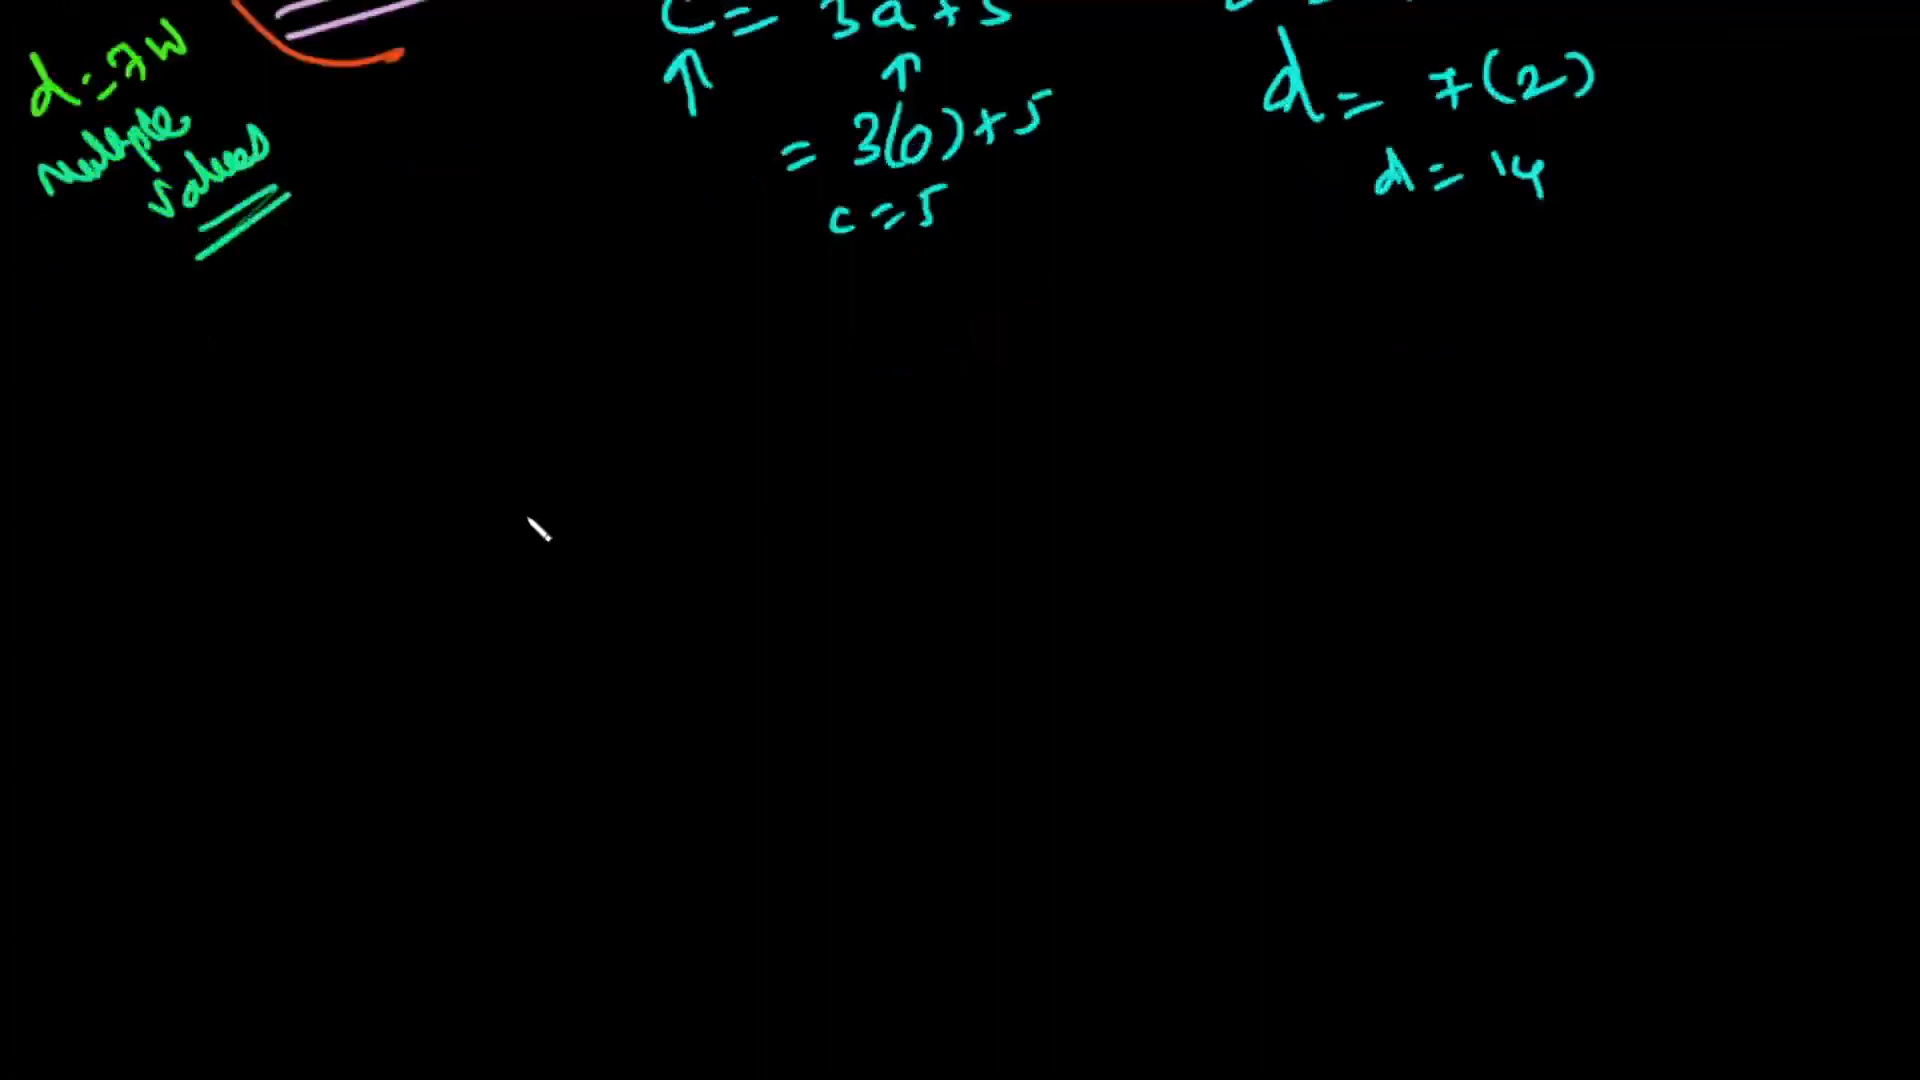 d=7w
Multiple
values
c= 3a+5
= 3(0)+5
c=5
d= 7(2)
d= 14